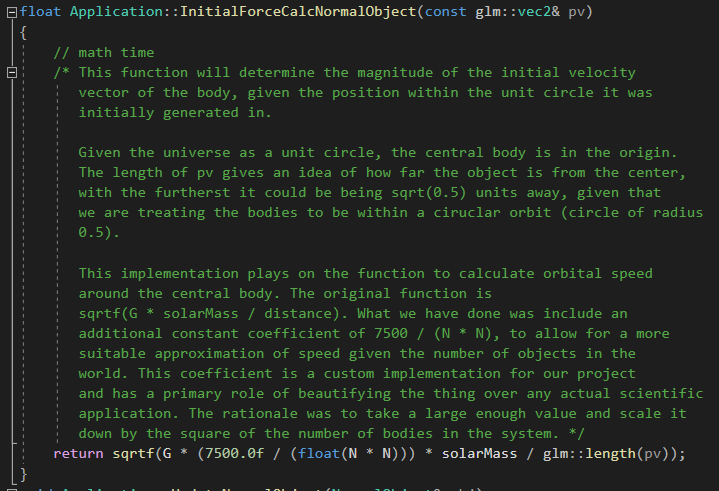 float Application::InitialForceCalcNormalObject(const glm::vec2& pv)
{
// math time
/* This function will determine the magnitude of the initial velocity
vector of the body, given the position within the unit circle it was
initially generated in.
Given the universe as a unit circle, the central body is in the origin.
The length of pv gives an idea of how far the object is from the center,
with the furtherst it could be being sqrt(0.5) units away, given that
we are treating the bodies to be within a ciruclar orbit (circle of radius
0.5).
This implementation plays on the function to calculate orbital speed
around the central body. The original function is
sqrtf(G * solarMass / distance). What we have done was include an
additional constant coefficient of 7500 / (N * N), to allow for a more
suitable approximation of speed given the number of objects in the
world. This coefficient is a custom implementation for our project
and has a primary role of beautifying the thing over any actual scientific
application. The rationale was to take a large enough value and scale it
down by the square of the number of bodies in the system. */
return sqrtf(G * (7500.0f / (float(N * N))) * solarMass / glm::length(pv));
}